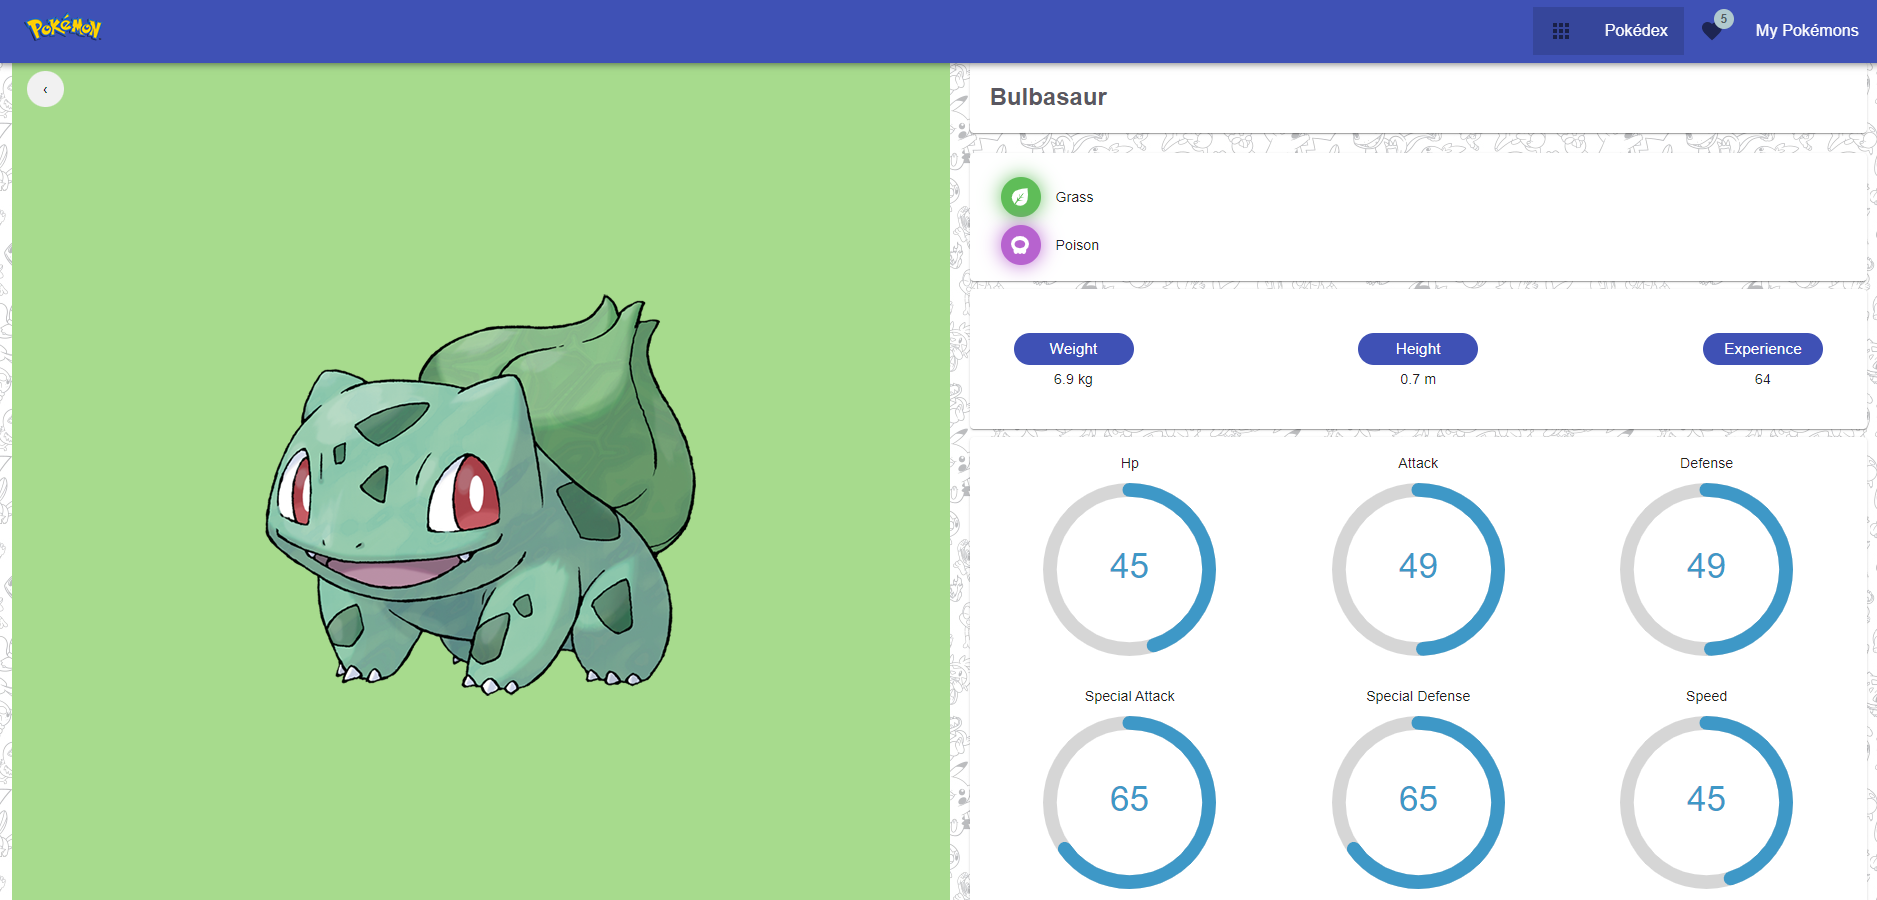 Pokémon
Pokédex
5
My Pokémons
‹
Bulbasaur
Grass
Poison
Weight
Height
Experience
6.9 kg
0.7 m
64
Hp
Attack
Defense
45
49
49
Special Attack
Special Defense
Speed
65
65
45